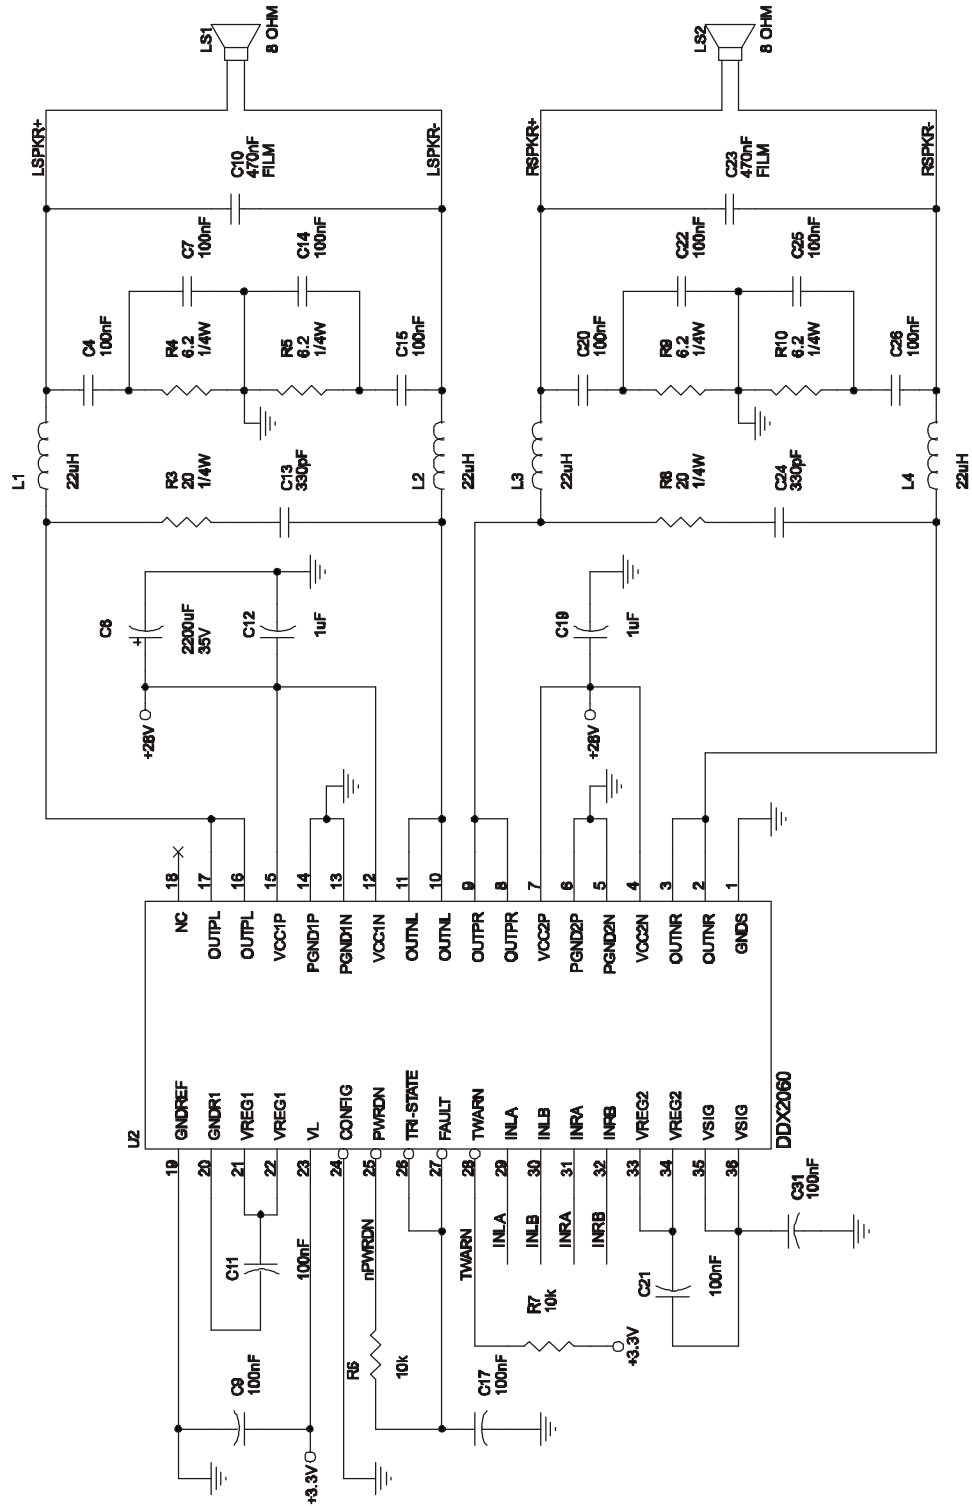 LS1
8 OHM
LS2
8 OHM
LSPKR+
C10
470nF
FILM
LSPKR-
RSPKR+
C23
470nF
FILM
RSPKR-
C7
100nF
C14
100nF
C22
100nF
C25
100nF
C4
100nF
R4
6.2
1/4W
R5
6.2
1/4W
C15
100nF
C20
100nF
R9
6.2
1/4W
R10
6.2
1/4W
C26
100nF
L1
22uH
R3
20
1/4W
C13
330pF
L2
22uH
L3
22uH
R8
20
1/4W
C24
330pF
L4
22uH
C6
+
2200uF
35V
C12
1uF
C19
1uF
+26V
+26V
18
17
16
15
14
13
12
11
10
9
8
7
6
5
4
3
2
1
NC
OUTPL
OUTPL
VCC1P
PGND1P
PGND1N
VCC1N
OUTNL
OUTNL
OUTPR
OUTPR
VCC2P
PGND2P
PGND2N
VCC2N
OUTNR
OUTNR
GNDS
U2
GNDREF
GNDR1
VREG1
VREG1
VL
CONFIG
PWRDN
TRI-STATE
FAULT
TWARN
INLA
INLB
INRA
INRB
VREG2
VREG2
VSIG
VSIG
DDX2060
19
20
21
22
23
24
25
26
27
28
29
30
31
32
33
34
35
36
C11
100nF
nPWRDN
TWARN
INLA
INLB
INRA
INRB
C21
100nF
C31
100nF
R7
10k
+3.3V
C9
100nF
R6
10k
C17
100nF
+3.3V